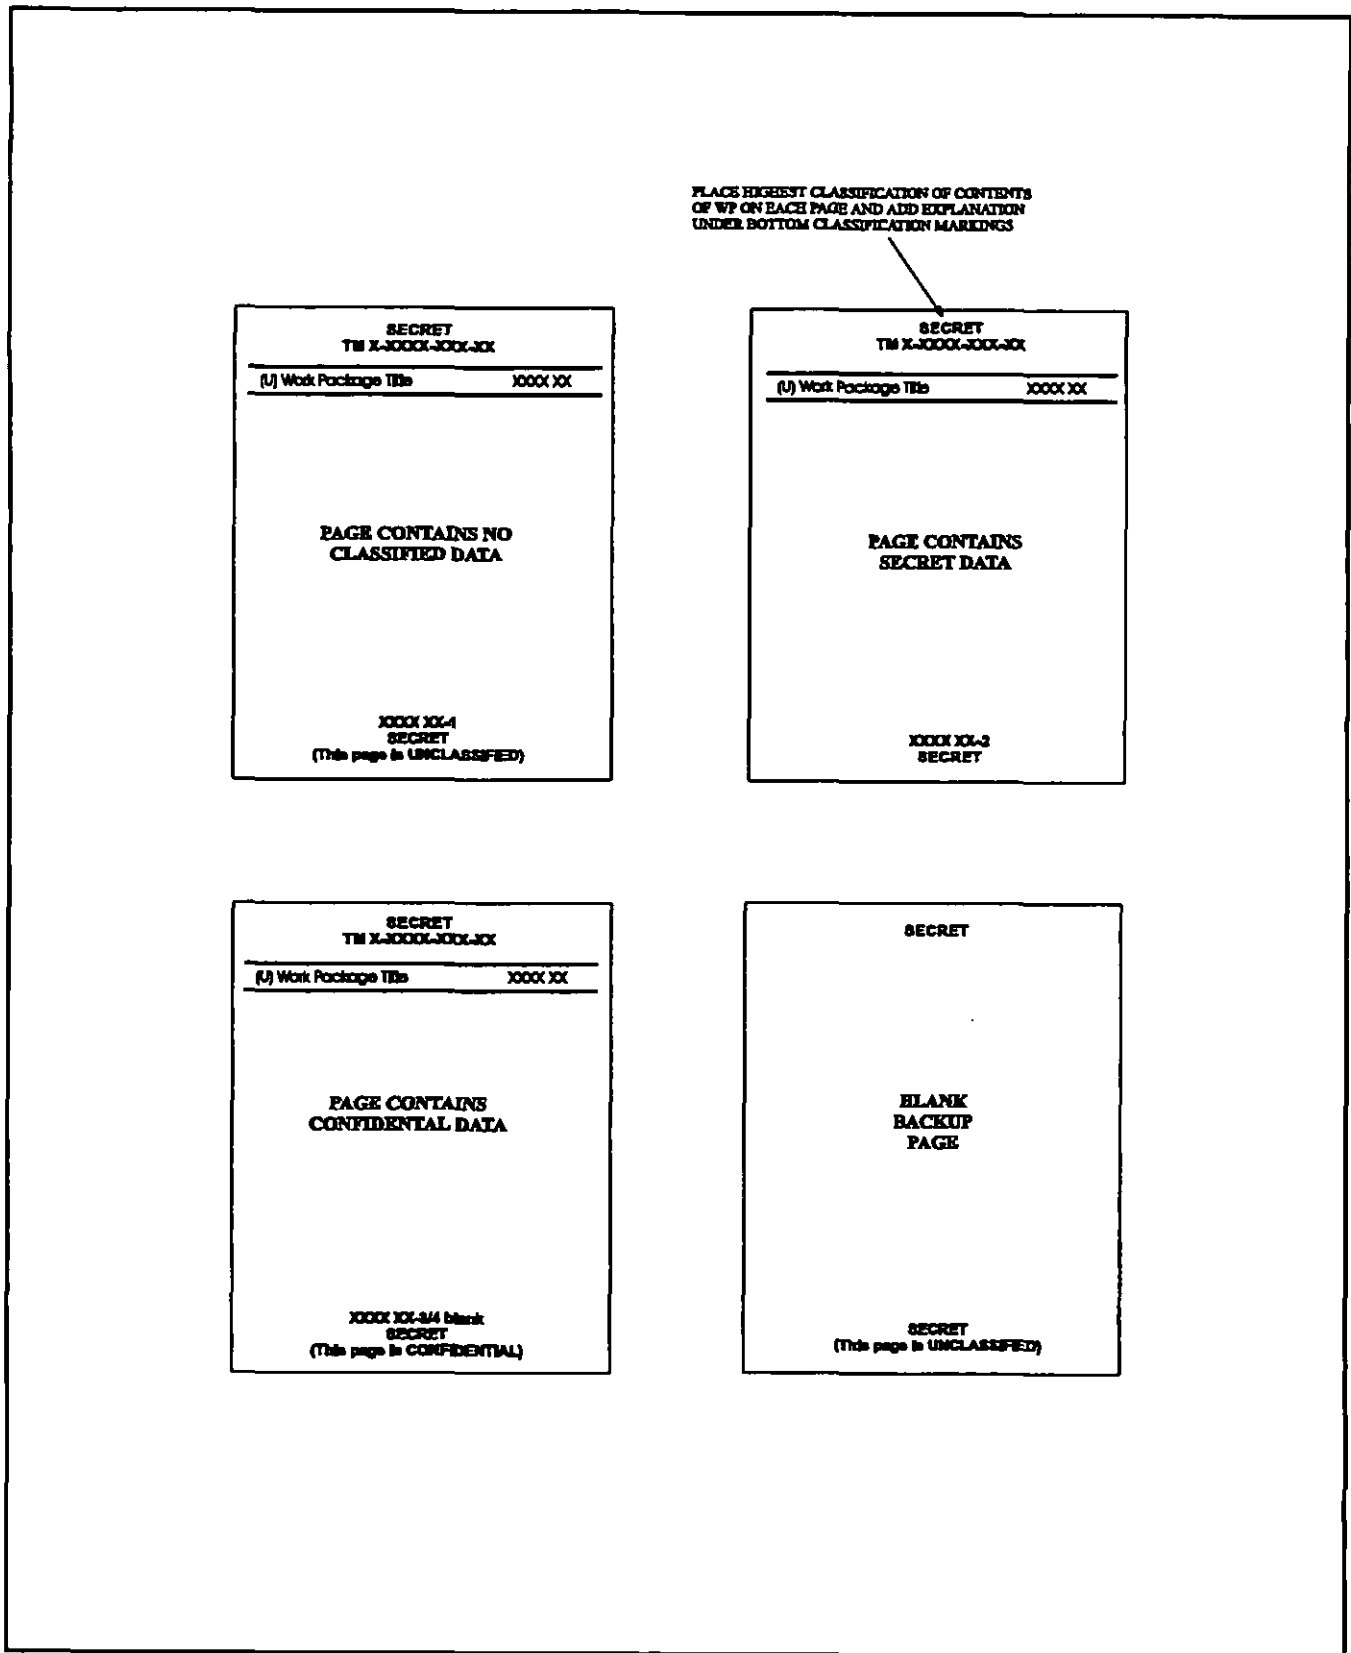 PLACE HIGHEST CLASSIFICATION OF CONTENTS
OF WP ON EACH PAGE AND ADD EXPLANATION
UNDER BOTTOM CLASSIFICATION MARKINGS
SECRET
TM X-XXXXX-XXX-XX
(U) Work Package Title XXXX XX
PAGE CONTAINS NO
CLASSIFIED DATA
XXXX XX-1
SECRET
(This page is UNCLASSIFIED)
SECRET
TM X-XXXXX-XXX-XX
(U) Work Package Title XXXX XX
PAGE CONTAINS
SECRET DATA
XXXX XX-2
SECRET
SECRET
TM X-XXXXX-XXX-XX
(U) Work Package Title XXXX XX
PAGE CONTAINS
CONFIDENTAL DATA
XXXX XX-3/4 blank
SECRET
(This page is CONFIDENTIAL)
SECRET
BLANK
BACKUP
PAGE
SECRET
(This page is UNCLASSIFIED)